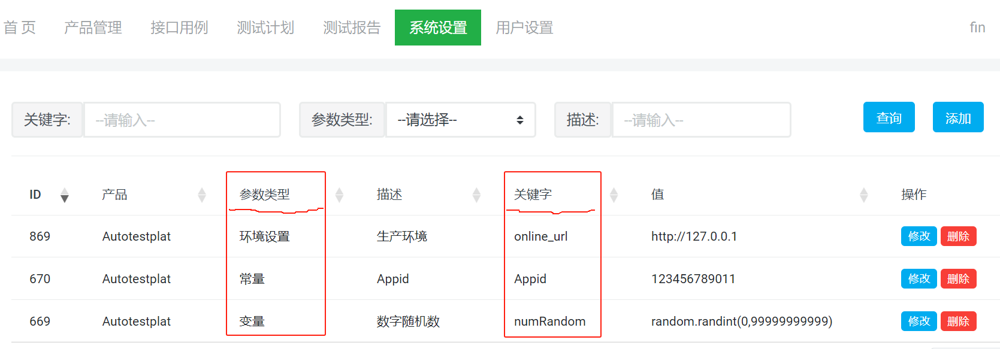 首 页 产品管理 接口用例 测试计划 测试报告 系统设置 用户设置 fin
关键字: --请输入-- 参数类型: --请选择-- 描述: --请输入-- 查询 添加
ID 产品 参数类型 描述 关键字 值 操作
869 Autotestplat 环境设置 生产环境 online_url http://127.0.0.1 修改 删除
670 Autotestplat 常量 Appid Appid 123456789011 修改 删除
669 Autotestplat 变量 数字随机数 numRandom random.randint(0,99999999999) 修改 删除